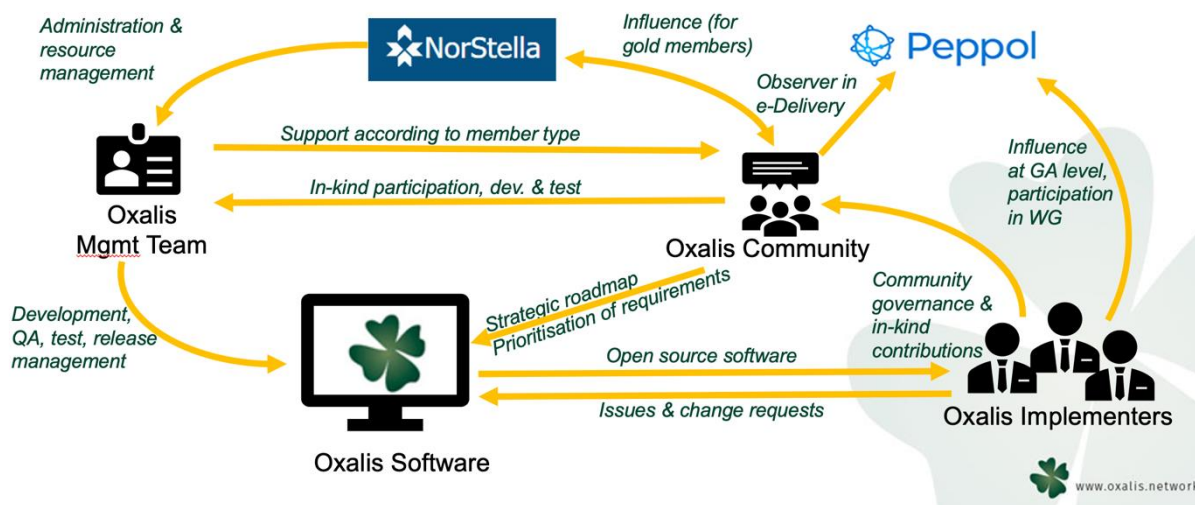 Administration &
resource
management
NorStella
Influence (for
gold members)
Peppol
Observer in
e-Delivery
Support according to member type
In-kind participation, dev. & test
Influence
at GA level,
participation
in WG
Oxalis
Mgmt Team
Oxalis Community
Development,
QA, test, release
management
Strategic roadmap
Prioritisation of requirements
Community
governance &
in-kind
contributions
Open source software
Issues & change requests
Oxalis Software
Oxalis Implementers
www.oxalis.network